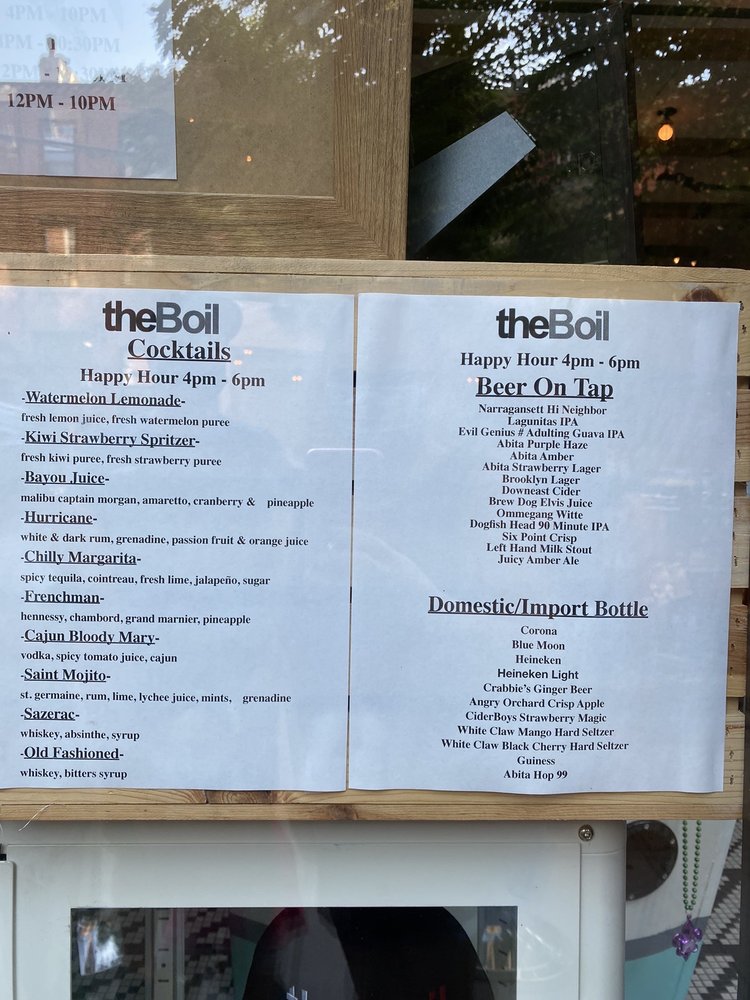 4PM - 10PM
4PM - 10:30PM
12PM - 10PM
theBoil
Cocktails
Happy Hour 4pm - 6pm
-Watermelon Lemonade-
fresh lemon juice, fresh watermelon puree
-Kiwi Strawberry Spritzer-
fresh kiwi puree, fresh strawberry puree
-Bayou Juice-
malibu captain morgan, amaretto, cranberry & pineapple
-Hurricane-
white & dark rum, grenadine, passion fruit & orange juice
-Chilly Margarita-
spicy tequila, cointreau, fresh lime, jalapeño, sugar
-Frenchman-
hennessy, chambord, grand marnier, pineapple
-Cajun Bloody Mary-
vodka, spicy tomato juice, cajun
-Saint Mojito-
st. germaine, rum, lime, lychee juice, mints, grenadine
-Sazerac-
whiskey, absinthe, syrup
-Old Fashioned-
whiskey, bitters syrup
theBoil
Happy Hour 4pm - 6pm
Beer On Tap
Narragansett Hi Neighbor
Lagunitas IPA
Evil Genius # Adulting Guava IPA
Abita Purple Haze
Abita Amber
Abita Strawberry Lager
Brooklyn Lager
Downeast Cider
Brew Dog Elvis Juice
Ommegang Witte
Dogfish Head 90 Minute IPA
Six Point Crisp
Left Hand Milk Stout
Juicy Amber Ale
Domestic/Import Bottle
Corona
Blue Moon
Heineken
Heineken Light
Crabbie's Ginger Beer
Angry Orchard Crisp Apple
CiderBoys Strawberry Magic
White Claw Mango Hard Seltzer
White Claw Black Cherry Hard Seltzer
Guiness
Abita Hop 99